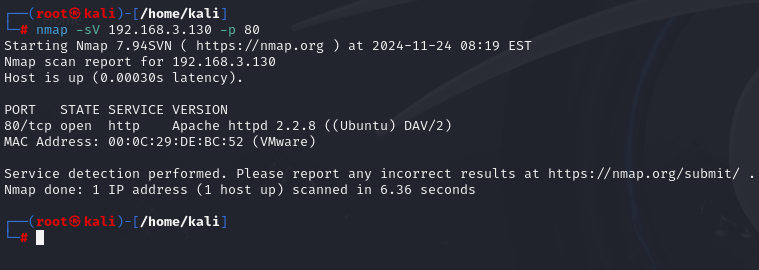 ┌──(root㉿kali)-[/home/kali]
└─# nmap -sV 192.168.3.130 -p 80
Starting Nmap 7.94SVN ( https://nmap.org ) at 2024-11-24 08:19 EST
Nmap scan report for 192.168.3.130
Host is up (0.00030s latency).
PORT   STATE SERVICE VERSION
80/tcp open  http    Apache httpd 2.2.8 ((Ubuntu) DAV/2)
MAC Address: 00:0C:29:DE:BC:52 (VMware)
Service detection performed. Please report any incorrect results at https://nmap.org/submit/ .
Nmap done: 1 IP address (1 host up) scanned in 6.36 seconds
┌──(root㉿kali)-[/home/kali]
└─#